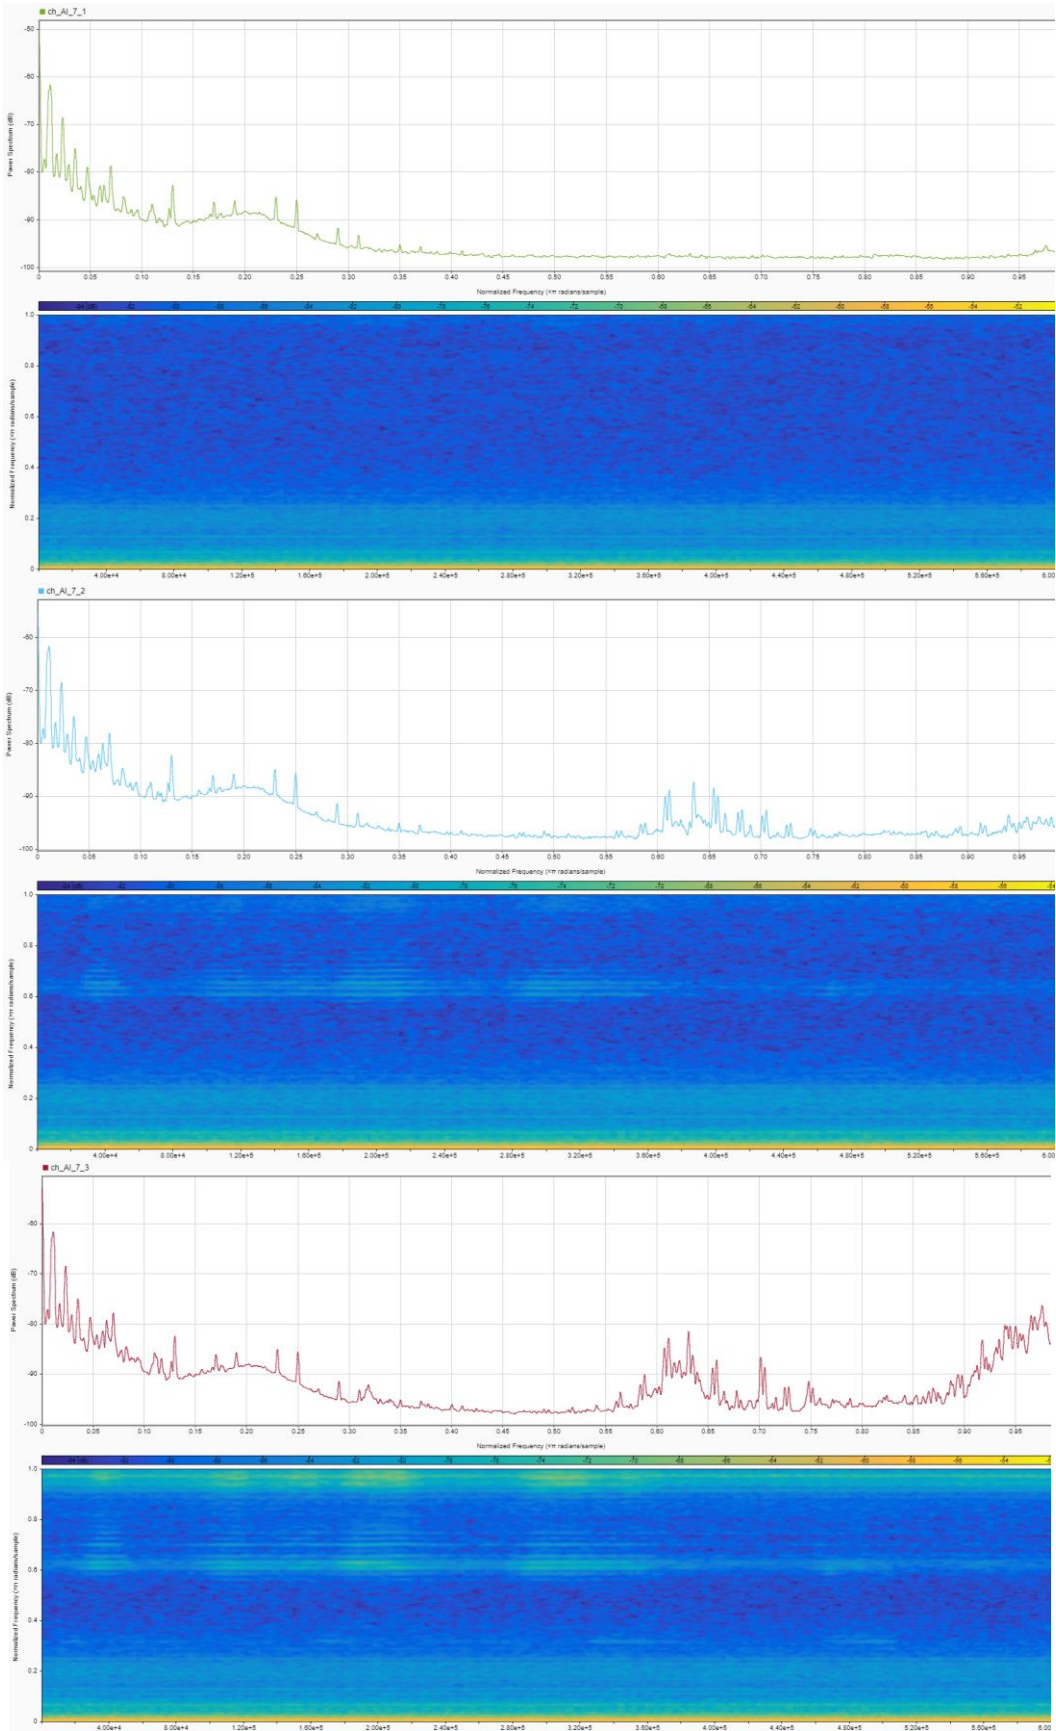 ch_AI_7_1
-50
-60
-70
-80
-90
-100
Power Spectrum (dB)
0 0.05 0.10 0.15 0.20 0.25 0.30 0.35 0.40 0.45 0.50 0.55 0.60 0.65 0.70 0.75 0.80 0.85 0.90 0.95
Normalized Frequency (×π radians/sample)
1.0
0.8
0.6
0.4
0.2
0
Normalized Frequency (×π radians/sample)
4.00e+4 8.00e+4 1.20e+5 1.60e+5 2.00e+5 2.40e+5 2.80e+5 3.20e+5 3.60e+5 4.00e+5 4.40e+5 4.80e+5 5.20e+5 5.60e+5 6.00
ch_AI_7_2
-60
-70
-80
-90
-100
Power Spectrum (dB)
0 0.05 0.10 0.15 0.20 0.25 0.30 0.35 0.40 0.45 0.50 0.55 0.60 0.65 0.70 0.75 0.80 0.85 0.90 0.95
Normalized Frequency (×π radians/sample)
1.0
0.8
0.6
0.4
0.2
0
Normalized Frequency (×π radians/sample)
4.00e+4 8.00e+4 1.20e+5 1.60e+5 2.00e+5 2.40e+5 2.80e+5 3.20e+5 3.60e+5 4.00e+5 4.40e+5 4.80e+5 5.20e+5 5.60e+5 6.00
ch_AI_7_3
-60
-70
-80
-90
-100
Power Spectrum (dB)
0 0.05 0.10 0.15 0.20 0.25 0.30 0.35 0.40 0.45 0.50 0.55 0.60 0.65 0.70 0.75 0.80 0.85 0.90 0.95
Normalized Frequency (×π radians/sample)
1.0
0.8
0.6
0.4
0.2
0
Normalized Frequency (×π radians/sample)
4.00e+4 8.00e+4 1.20e+5 1.60e+5 2.00e+5 2.40e+5 2.80e+5 3.20e+5 3.60e+5 4.00e+5 4.40e+5 4.80e+5 5.20e+5 5.60e+5 6.00